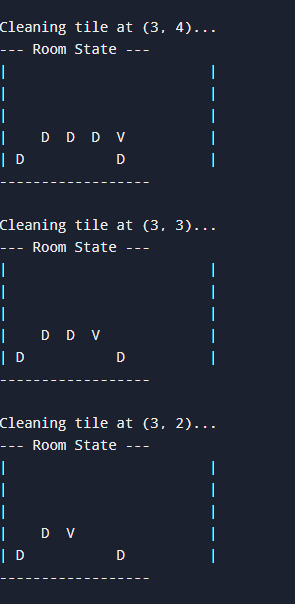 Cleaning tile at (3, 4)...
--- Room State ---
|                         |
|                         |
|                         |
|    D  D  D  V           |
| D           D           |
------------------
Cleaning tile at (3, 3)...
--- Room State ---
|                         |
|                         |
|                         |
|    D  D  V              |
| D           D           |
------------------
Cleaning tile at (3, 2)...
--- Room State ---
|                         |
|                         |
|                         |
|    D  V                 |
| D           D           |
------------------